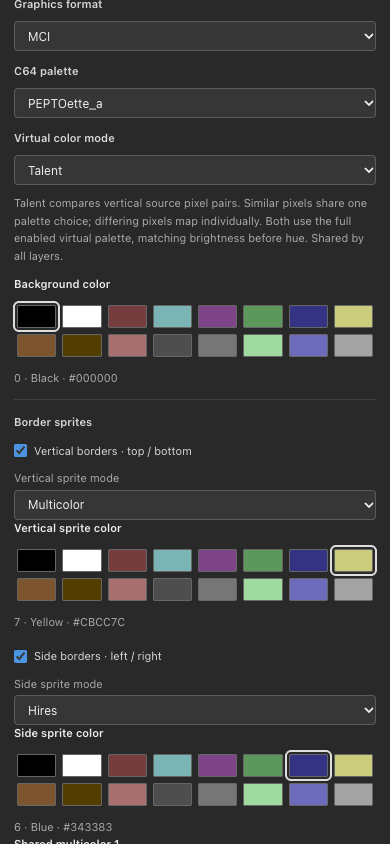 Graphics format
MCI
C64 palette
PEPTOette_a
Virtual color mode
Talent
Talent compares vertical source pixel pairs. Similar pixels share one
palette choice; differing pixels map individually. Both use the full
enabled virtual palette, matching brightness before hue. Shared by
all layers.
Background color
0 · Black · #000000
Border sprites
Vertical borders · top / bottom
Vertical sprite mode
Multicolor
Vertical sprite color
7 · Yellow · #CBCC7C
Side borders · left / right
Side sprite mode
Hires
Side sprite color
6 · Blue · #343383
Shared multicolor 1